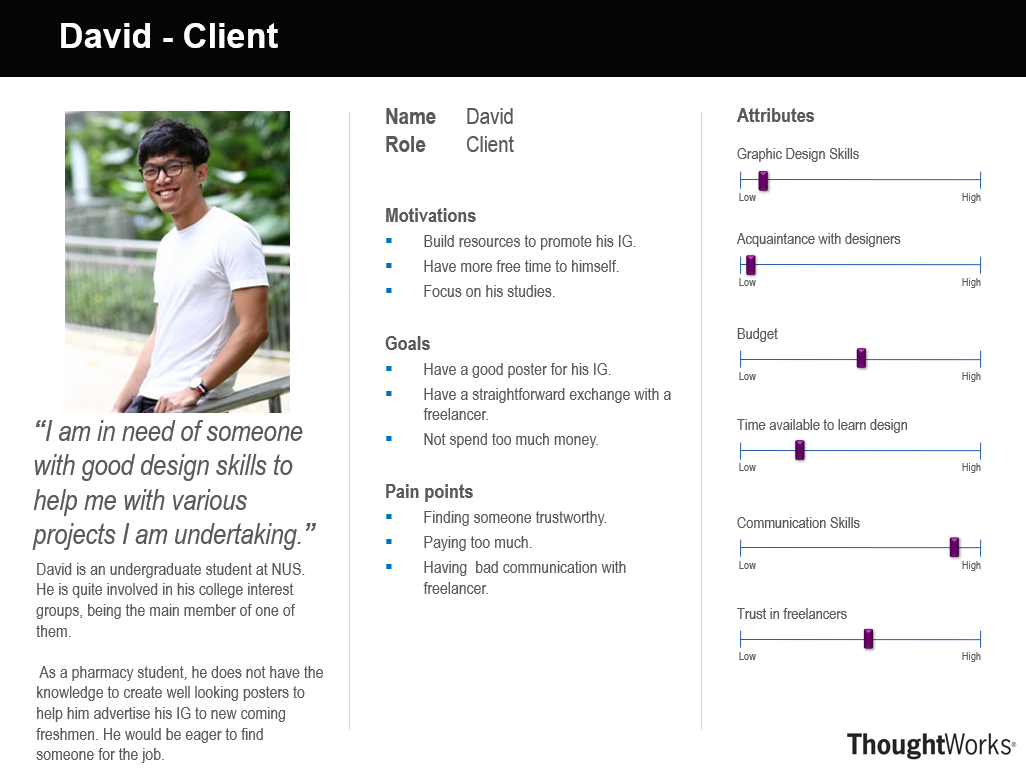 David - Client
“I am in need of someone
with good design skills to
help me with various
projects I am undertaking.”
David is an undergraduate student at NUS.
He is quite involved in his college interest
groups, being the main member of one of
them.
As a pharmacy student, he does not have the
knowledge to create well looking posters to
help him advertise his IG to new coming
freshmen. He would be eager to find
someone for the job.
Name David
Role Client
Motivations
Build resources to promote his IG.
Have more free time to himself.
Focus on his studies.
Goals
Have a good poster for his IG.
Have a straightforward exchange with a
freelancer.
Not spend too much money.
Pain points
Finding someone trustworthy.
Paying too much.
Having bad communication with
freelancer.
Attributes
Graphic Design Skills
Low High
Acquaintance with designers
Low High
Budget
Low High
Time available to learn design
Low High
Communication Skills
Low High
Trust in freelancers
Low High
ThoughtWorks®